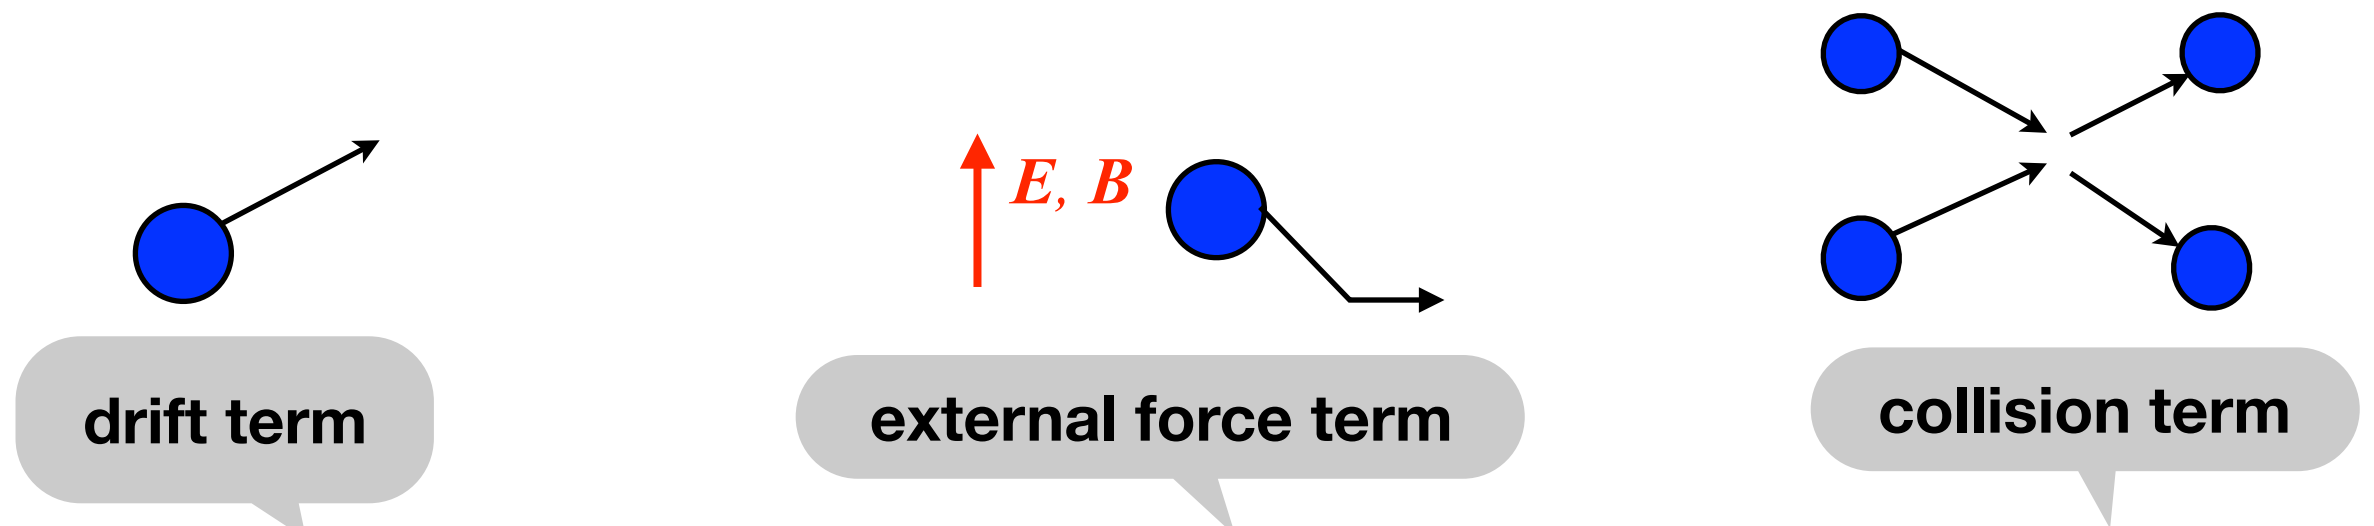 E, B
drift term
external force term
collision term